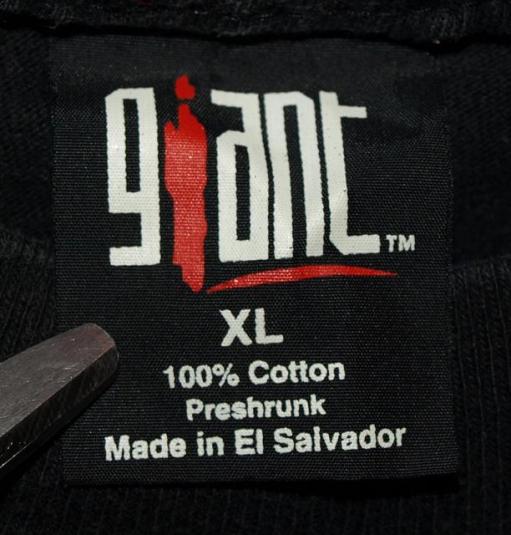 giant™
XL
100% Cotton
Preshrunk
Made in El Salvador